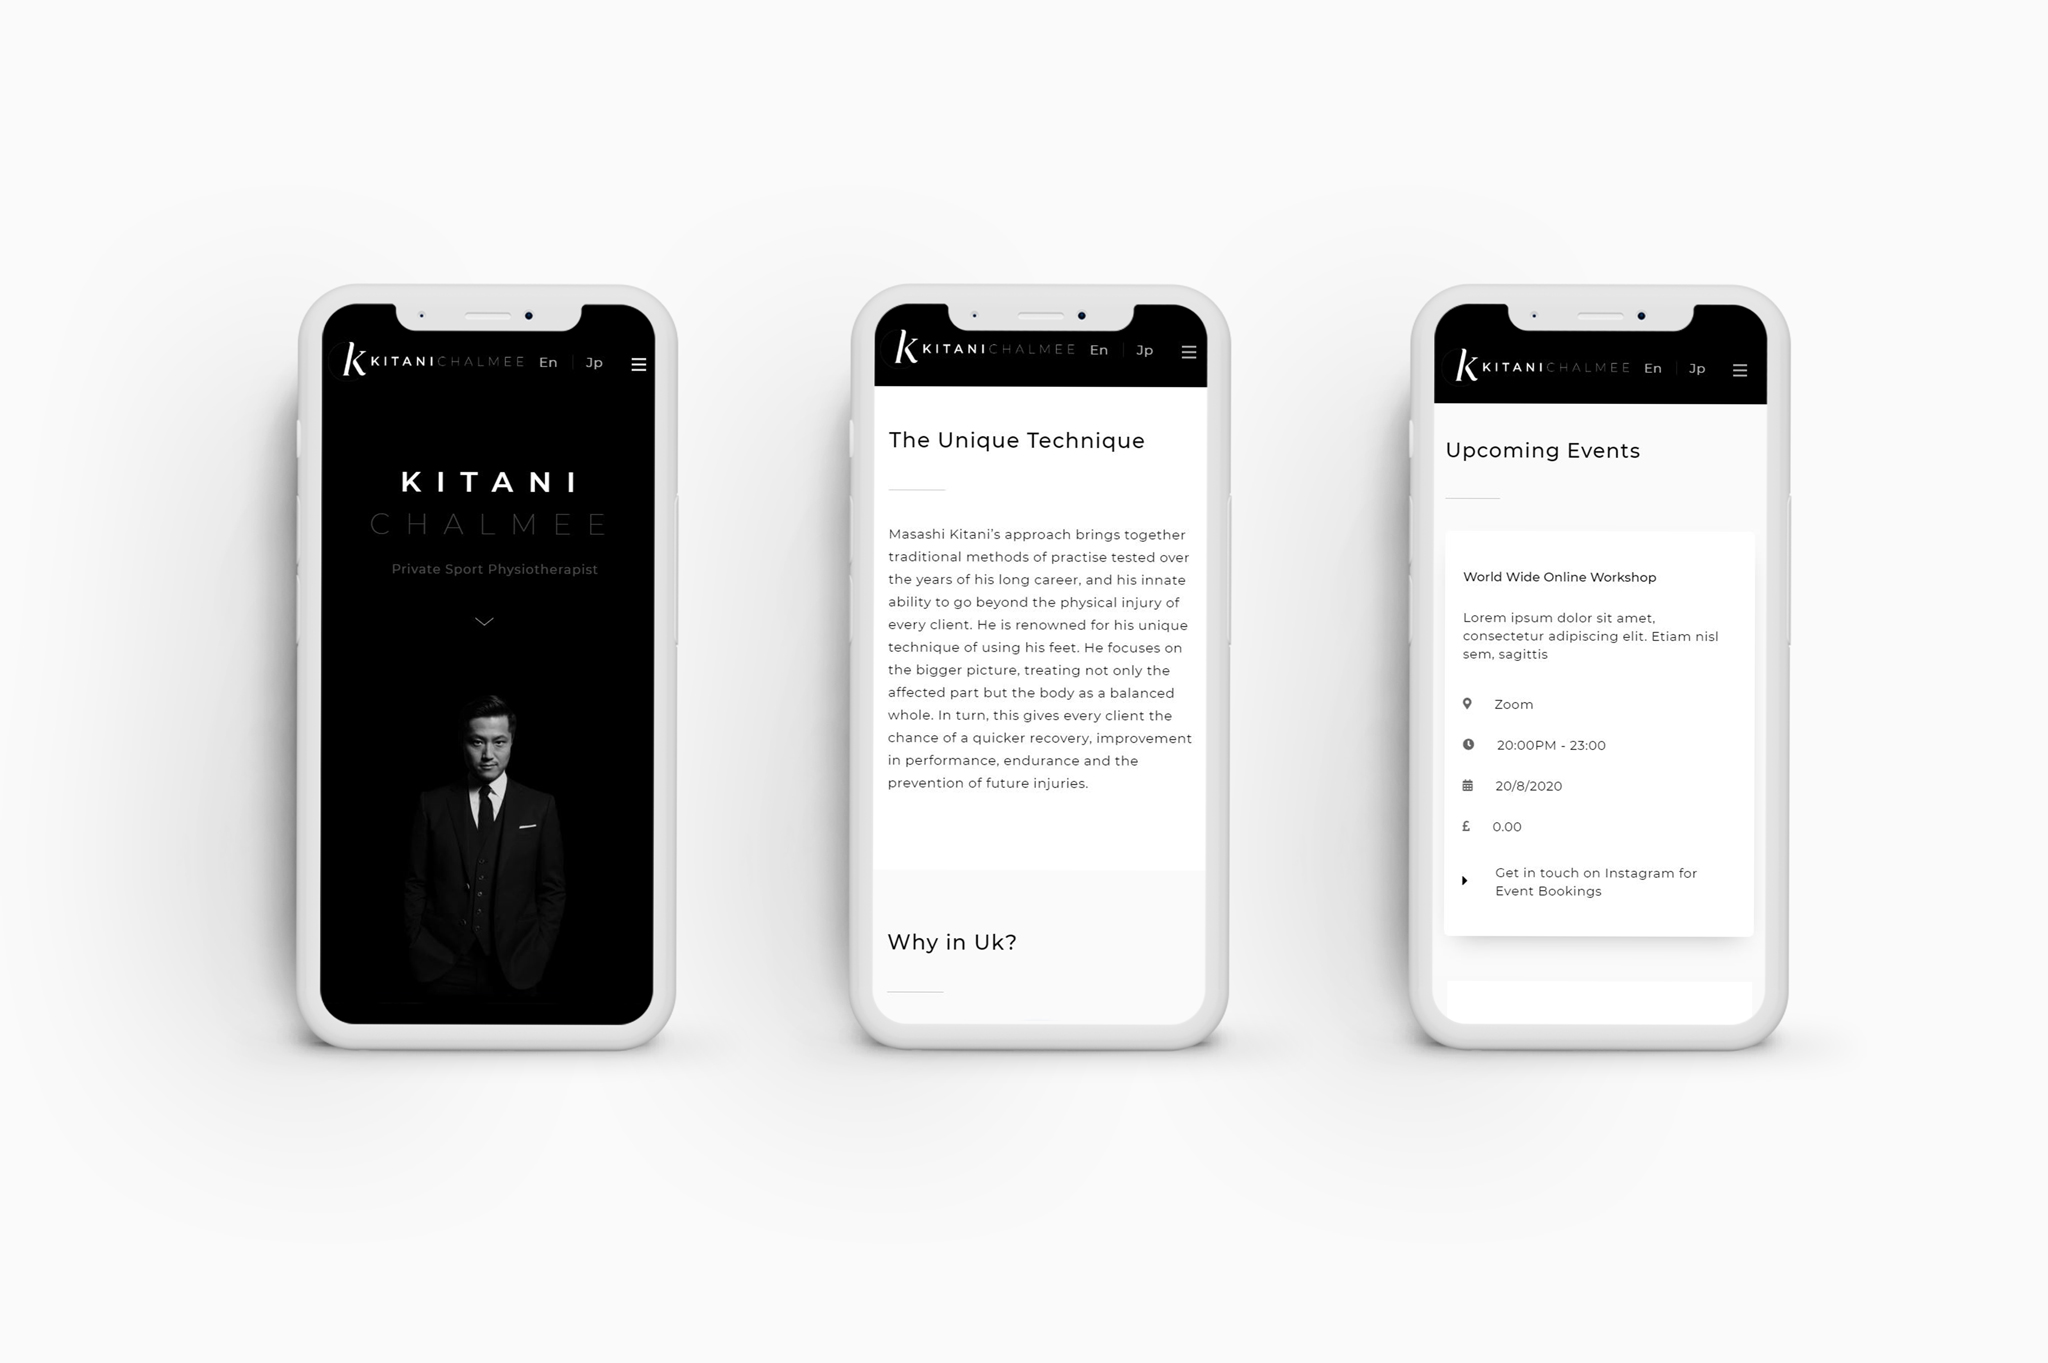 k KITANICHALMEE En | Jp
KITANI
CHALMEE
Private Sport Physiotherapist
k KITANICHALMEE En | Jp
The Unique Technique
Masashi Kitani’s approach brings together
traditional methods of practise tested over
the years of his long career, and his innate
ability to go beyond the physical injury of
every client. He is renowned for his unique
technique of using his feet. He focuses on
the bigger picture, treating not only the
affected part but the body as a balanced
whole. In turn, this gives every client the
chance of a quicker recovery, improvement
in performance, endurance and the
prevention of future injuries.
Why in Uk?
k KITANICHALMEE En | Jp
Upcoming Events
World Wide Online Workshop
Lorem ipsum dolor sit amet,
consectetur adipiscing elit. Etiam nisl
sem, sagittis
Zoom
20:00PM - 23:00
20/8/2020
£ 0.00
Get in touch on Instagram for
Event Bookings